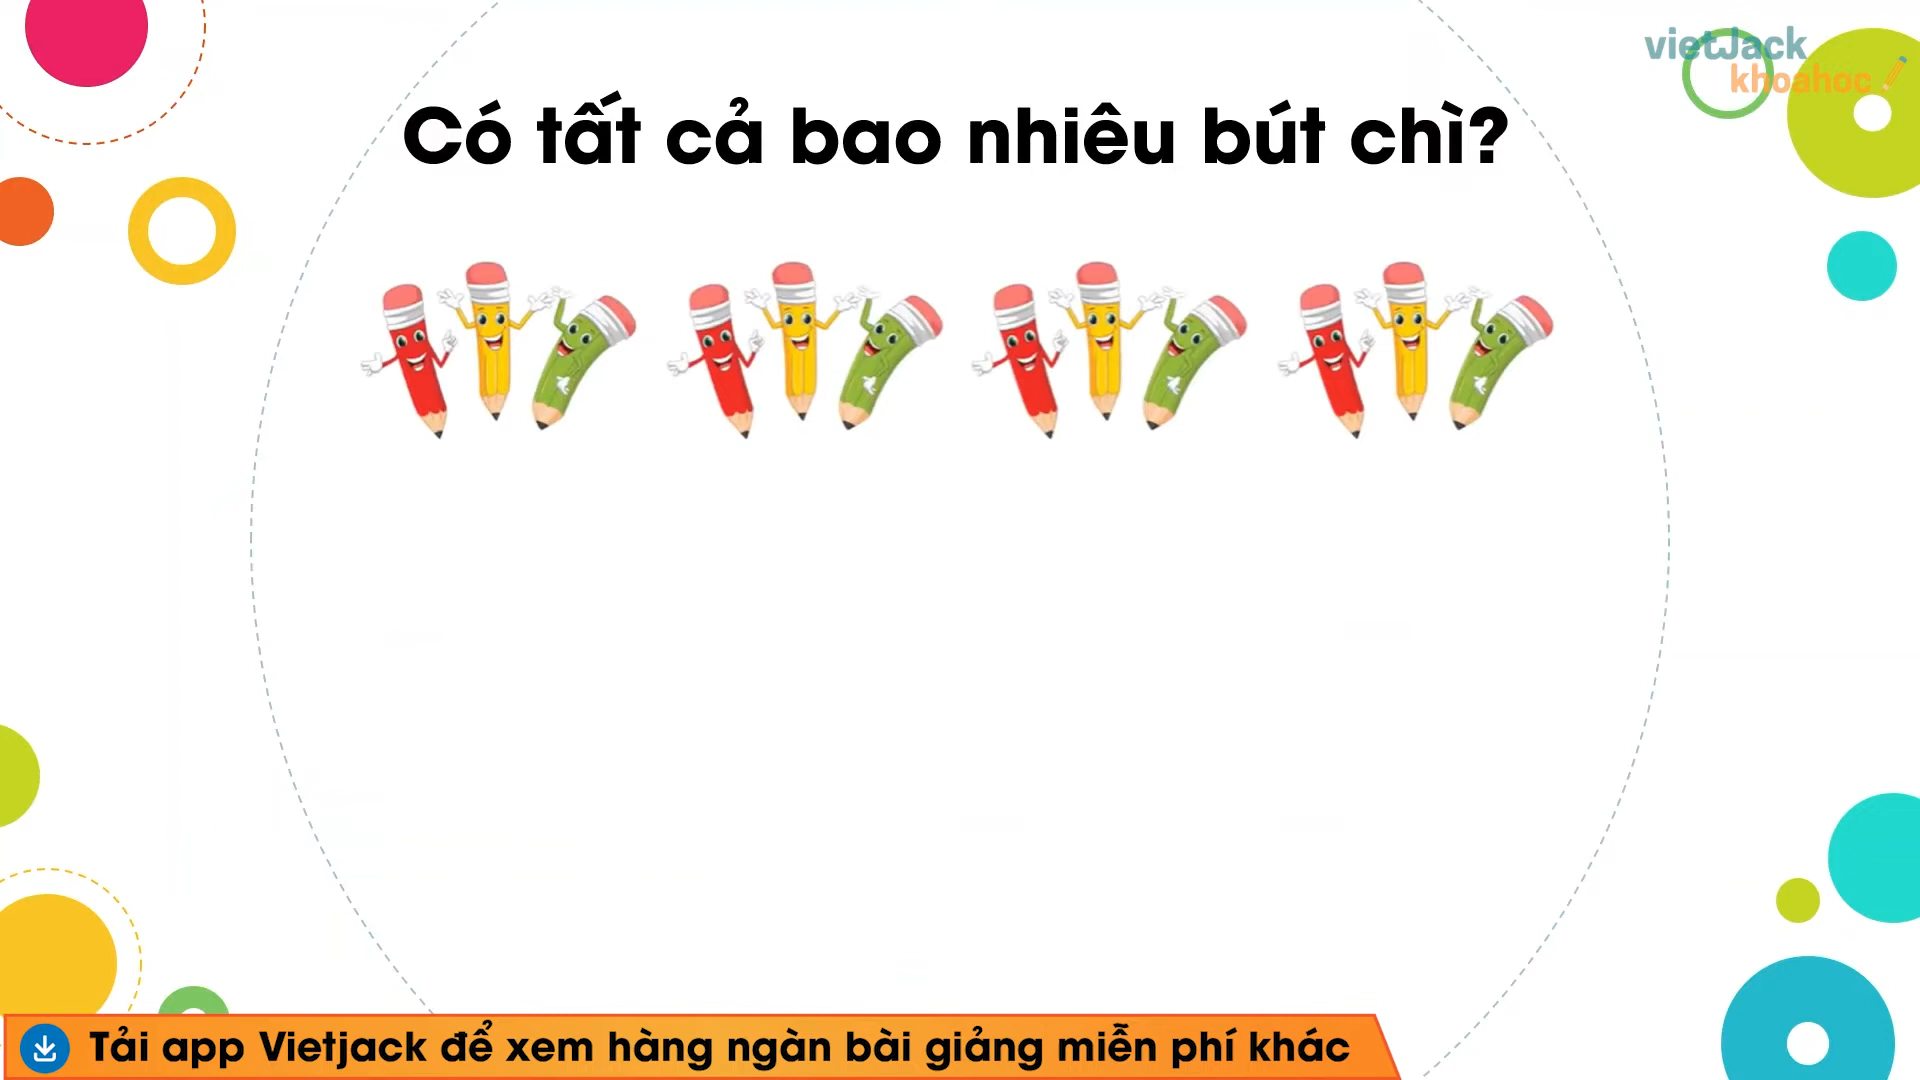 vietJack
khoahoc
Có tất cả bao nhiêu bút chì?
Tải app Vietjack để xem hàng ngàn bài giảng miễn phí khác